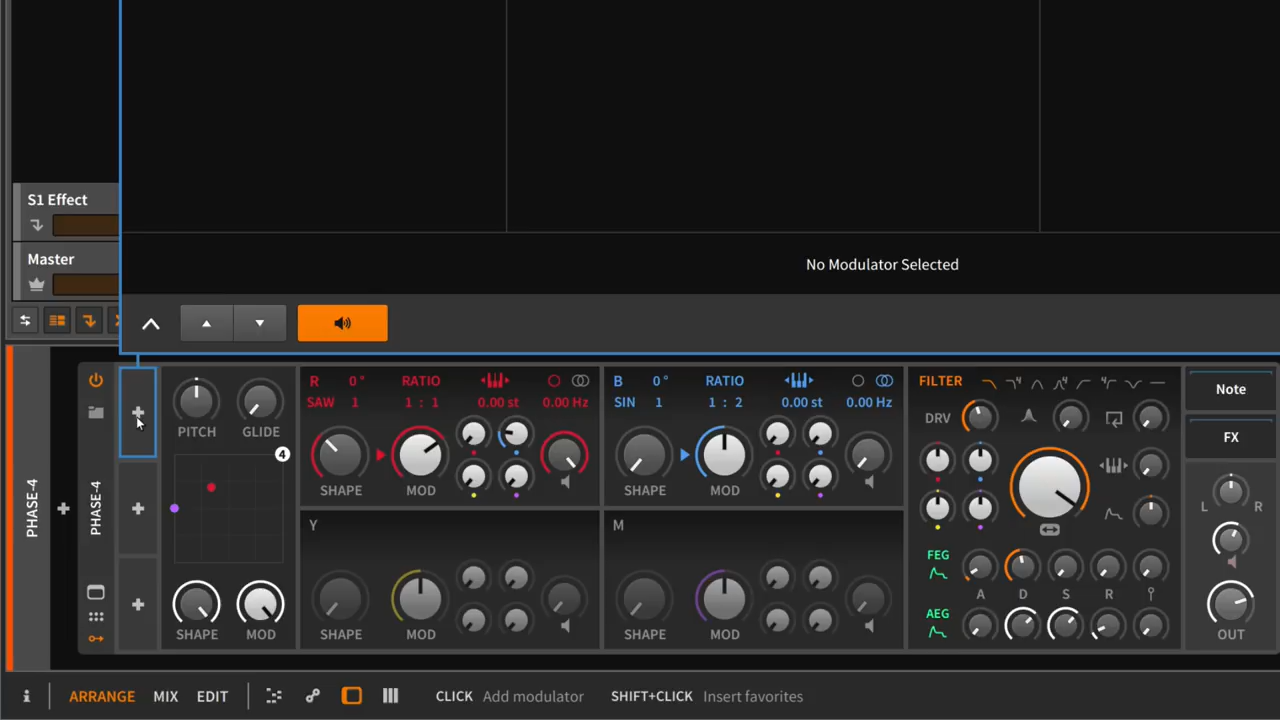 S1 Effect
Master
No Modulator Selected
PHASE-4
PHASE-4
PITCH GLIDE
4
SHAPE MOD
R 0° RATIO
SAW 1 1 : 1 0.00 st 0.00 Hz
SHAPE MOD
B 0° RATIO
SIN 1 1 : 2 0.00 st 0.00 Hz
SHAPE MOD
Y
SHAPE MOD
M
SHAPE MOD
FILTER
DRV
FEG
A D S R
AEG
Note
FX
L R
OUT
i ARRANGE MIX EDIT CLICK Add modulator SHIFT+CLICK Insert favorites